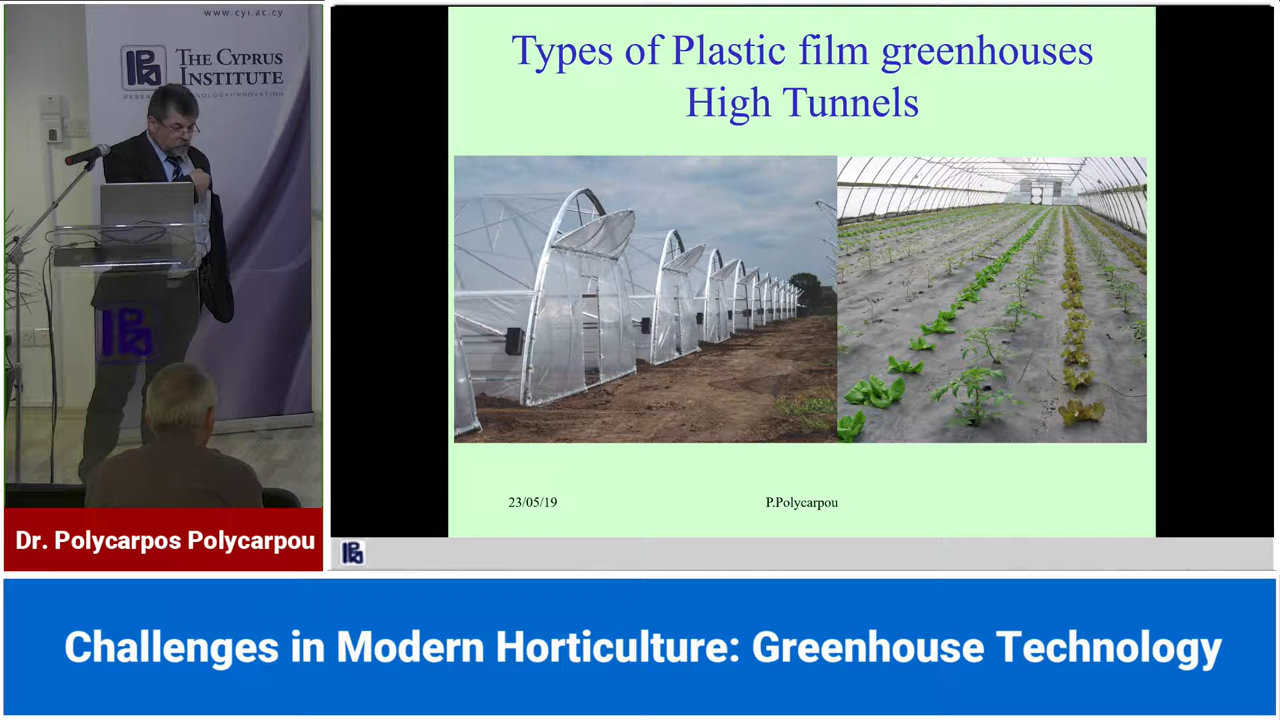 www.cyi.ac.cy
THE CYPRUS
INSTITUTE
Types of Plastic film greenhouses
High Tunnels
23/05/19
P.Polycarpou
Dr. Polycarpos Polycarpou
Challenges in Modern Horticulture: Greenhouse Technology